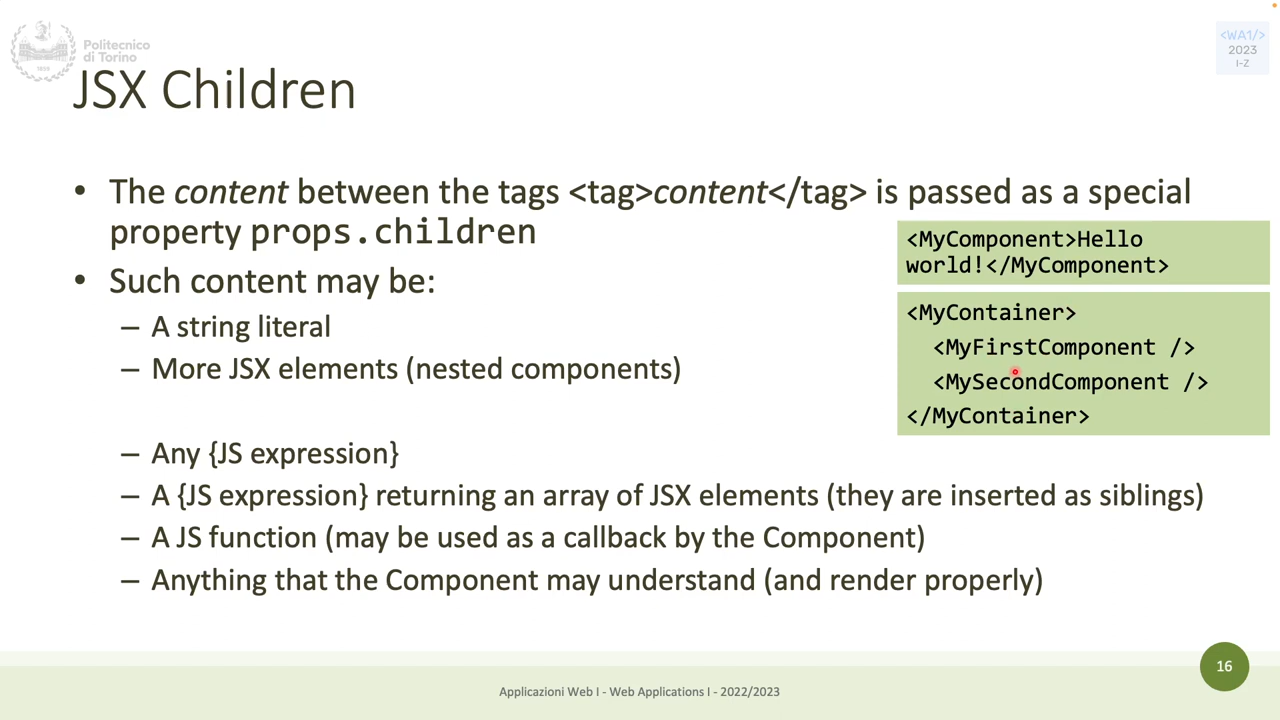 Politecnico
di Torino
1859
<WA1/>
2023
I-Z
JSX Children
• The content between the tags <tag>content</tag> is passed as a special
property props.children
<MyComponent>Hello
world!</MyComponent>
• Such content may be:
– A string literal
– More JSX elements (nested components)
<MyContainer>
<MyFirstComponent />
<MySecondComponent />
</MyContainer>
– Any {JS expression}
– A {JS expression} returning an array of JSX elements (they are inserted as siblings)
– A JS function (may be used as a callback by the Component)
– Anything that the Component may understand (and render properly)
16
Applicazioni Web I - Web Applications I - 2022/2023